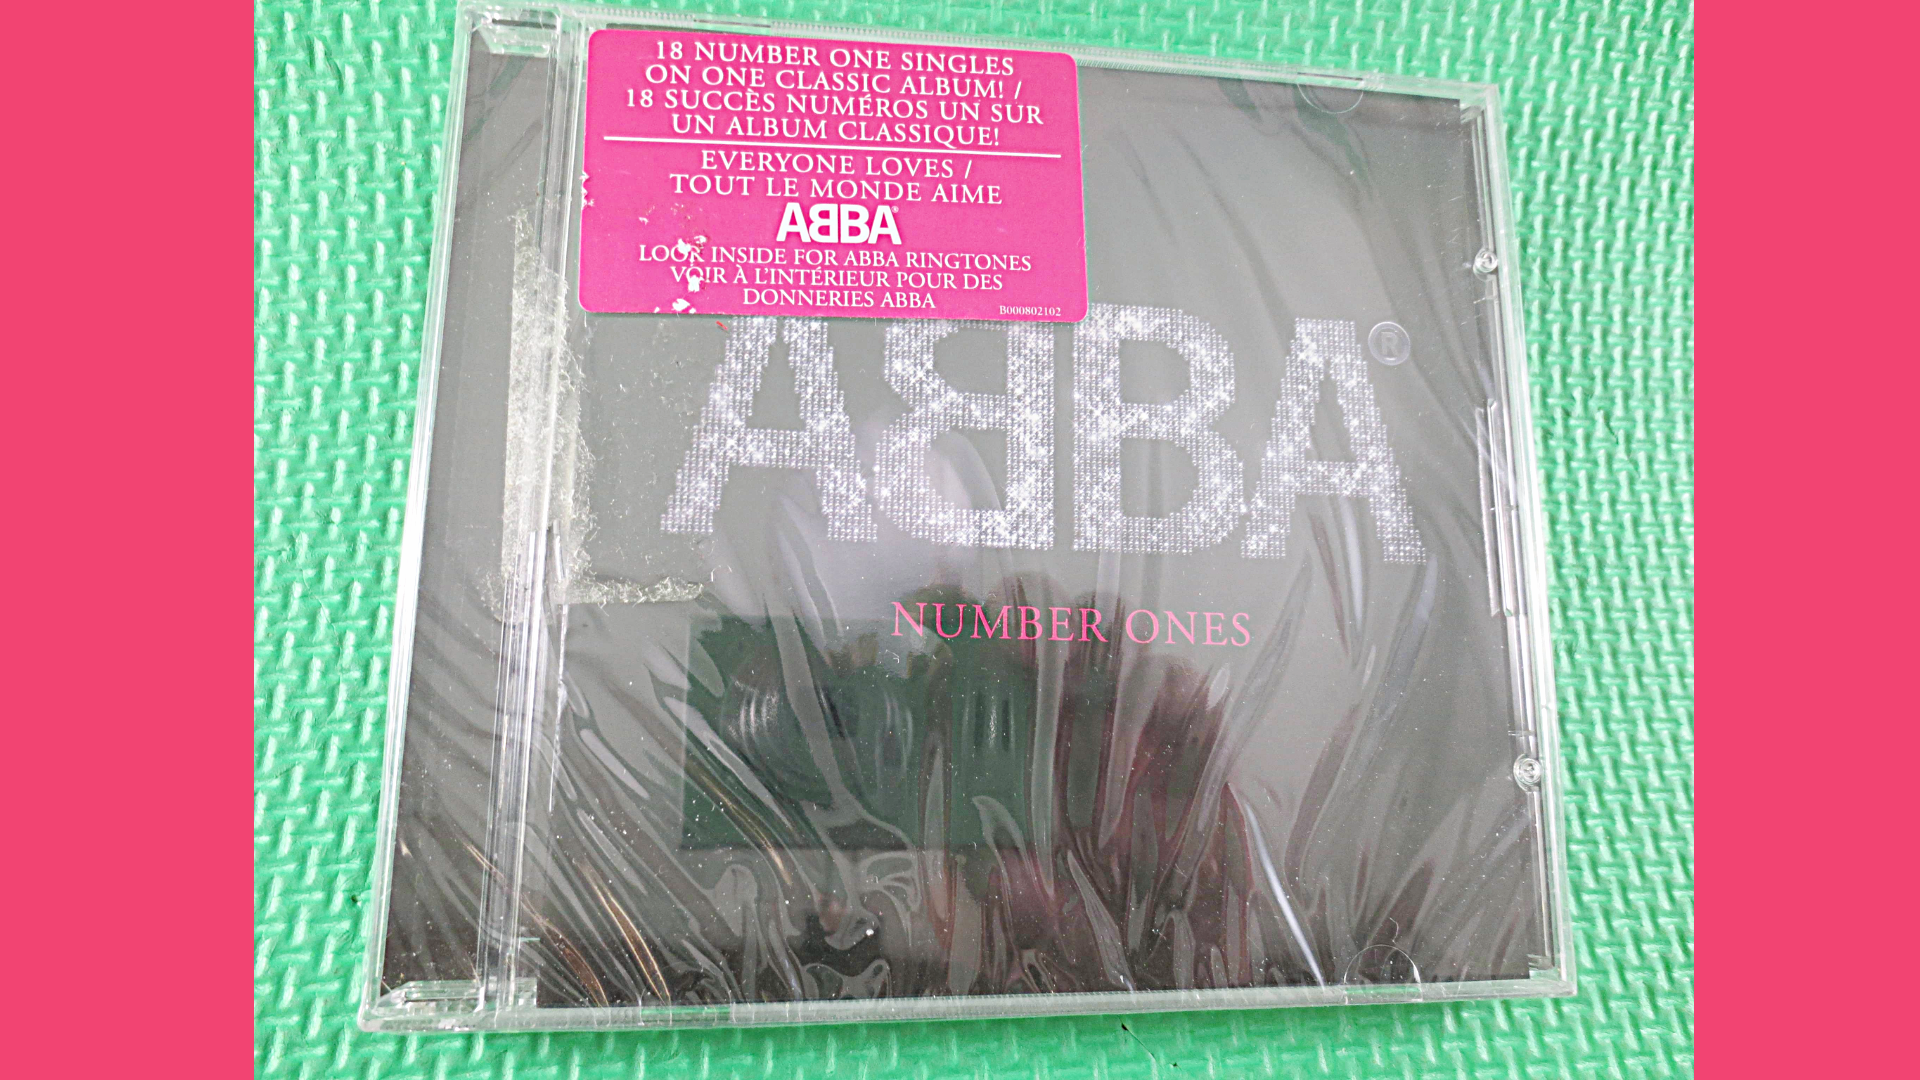 18 NUMBER ONE SINGLES
ON ONE CLASSIC ALBUM! /
18 SUCCÈS NUMÉROS UN SUR
UN ALBUM CLASSIQUE!
EVERYONE LOVES /
TOUT LE MONDE AIME
ABBA
LOOK INSIDE FOR ABBA RINGTONES
VOIR À L'INTÉRIEUR POUR DES
DONNERIES ABBA
B000802102
ABBA®
NUMBER ONES